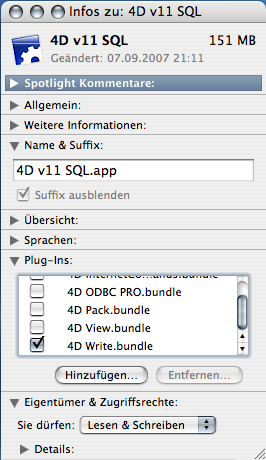 Infos zu: 4D v11 SQL
4D v11 SQL 151 MB
Geändert: 07.09.2007 21:11
Spotlight Kommentare:
Allgemein:
Weitere Informationen:
Name & Suffix:
4D v11 SQL.app
Suffix ausblenden
Übersicht:
Sprachen:
Plug-Ins:
4D InternetCo...ands.bundle
4D ODBC PRO.bundle
4D Pack.bundle
4D View.bundle
4D Write.bundle
Hinzufügen... Entfernen...
Eigentümer & Zugriffsrechte:
Sie dürfen: Lesen & Schreiben
Details: